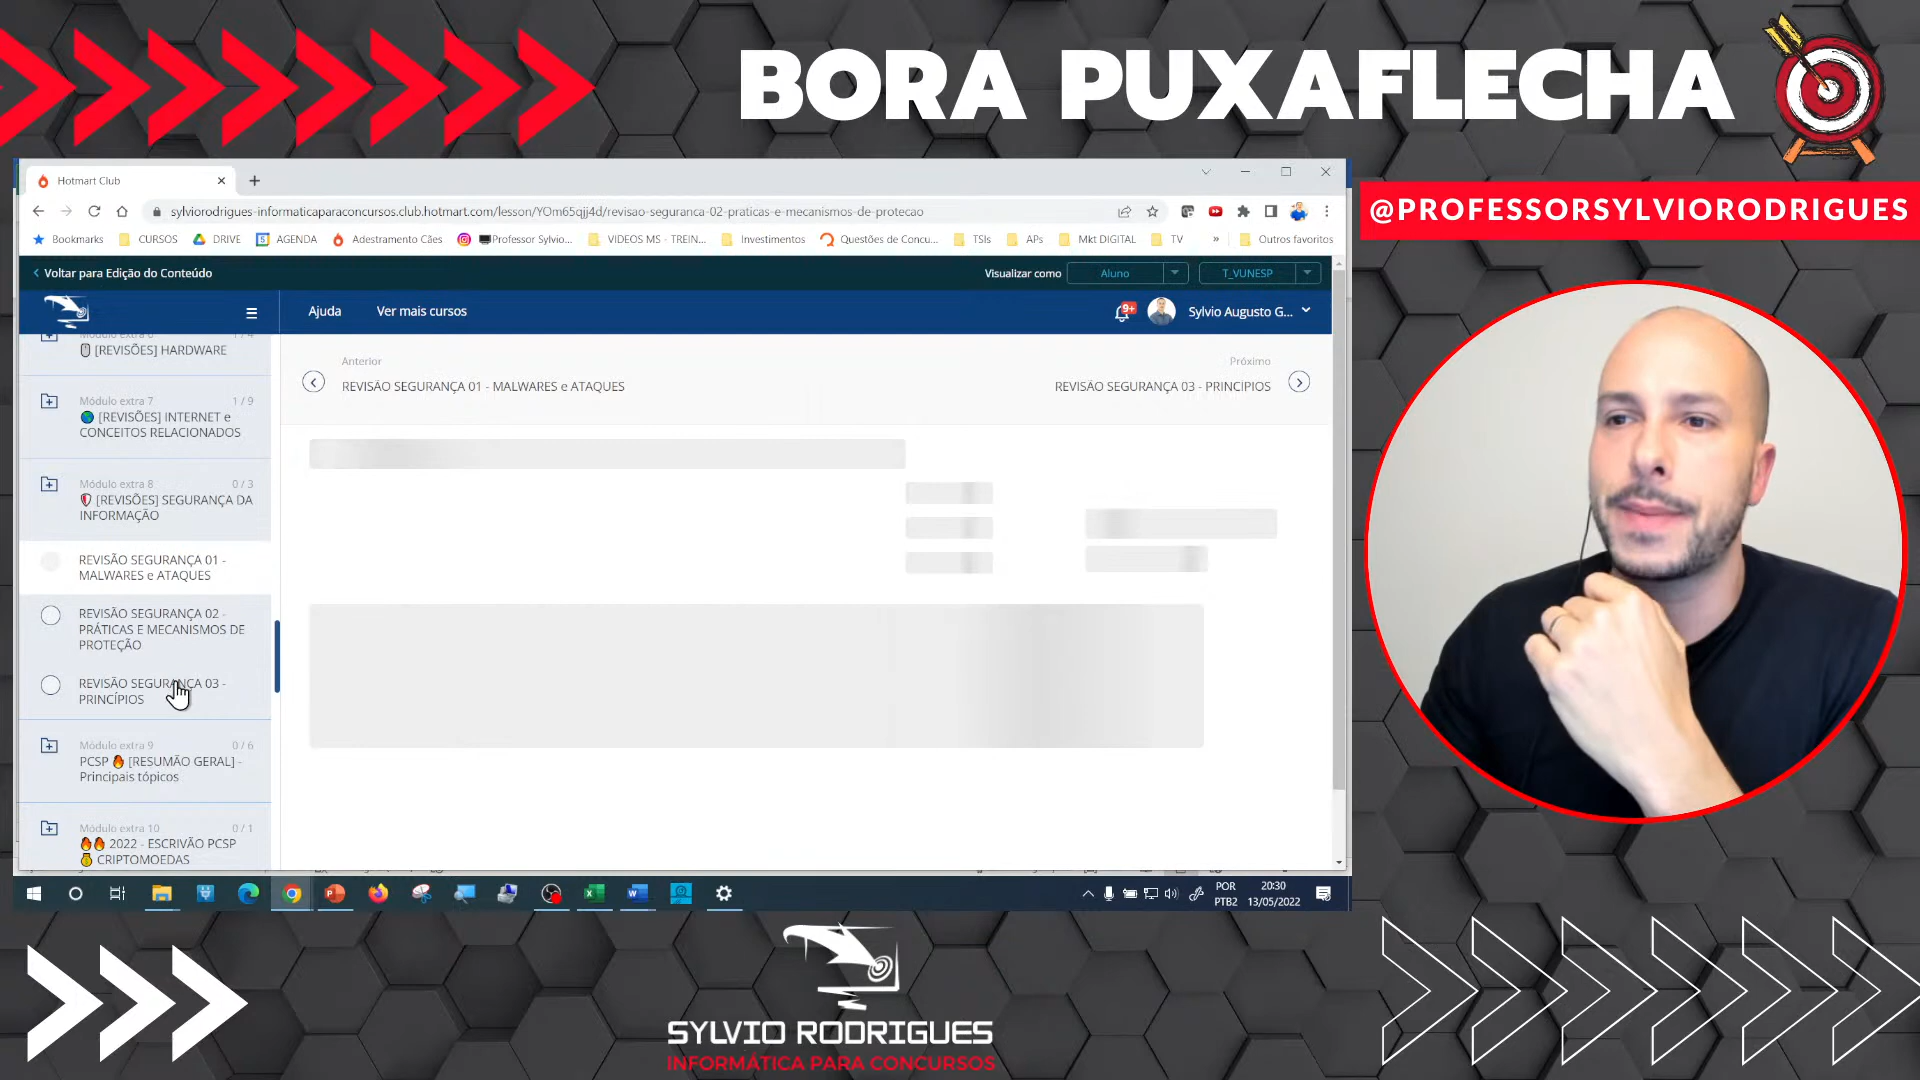 BORA PUXAFLECHA
@PROFESSORSYLVIORODRIGUES
Hotmart Club
sylviorodrigues-informaticaparaconcursos.club.hotmart.com/lesson/YOm65qjj4d/revisao-seguranca-02-praticas-e-mecanismos-de-protecao
Bookmarks CURSOS DRIVE AGENDA Adestramento Cães Professor Sylvio... VIDEOS MS - TREIN... Investimentos Questões de Concu... TSIs APs Mkt DIGITAL TV » Outros favoritos
Voltar para Edição do Conteúdo
Visualizar como Aluno T_VUNESP
Ajuda Ver mais cursos
9+ Sylvio Augusto G...
Módulo extra 6 1 / 4
[REVISÕES] HARDWARE
Módulo extra 7 1 / 9
[REVISÕES] INTERNET e
CONCEITOS RELACIONADOS
Módulo extra 8 0 / 3
[REVISÕES] SEGURANÇA DA
INFORMAÇÃO
REVISÃO SEGURANÇA 01 -
MALWARES e ATAQUES
REVISÃO SEGURANÇA 02 -
PRÁTICAS E MECANISMOS DE
PROTEÇÃO
REVISÃO SEGURANÇA 03 -
PRINCÍPIOS
Módulo extra 9 0 / 6
PCSP [RESUMÃO GERAL] -
Principais tópicos
Módulo extra 10 0 / 1
2022 - ESCRIVÃO PCSP
CRIPTOMOEDAS
Anterior
REVISÃO SEGURANÇA 01 - MALWARES e ATAQUES
Próximo
REVISÃO SEGURANÇA 03 - PRINCÍPIOS
POR
PTB2
20:30
13/05/2022
SYLVIO RODRIGUES
INFORMÁTICA PARA CONCURSOS